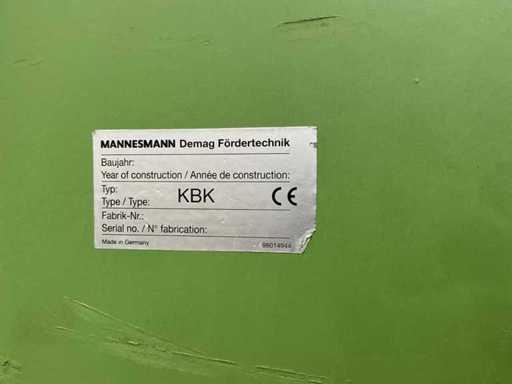 MANNESMANN Demag Fördertechnik
Baujahr:
Year of construction / Année de construction:
Typ:
Type / Type: KBK CE
Fabrik-Nr.:
Serial no. / N° fabrication:
Made in Germany 98014944